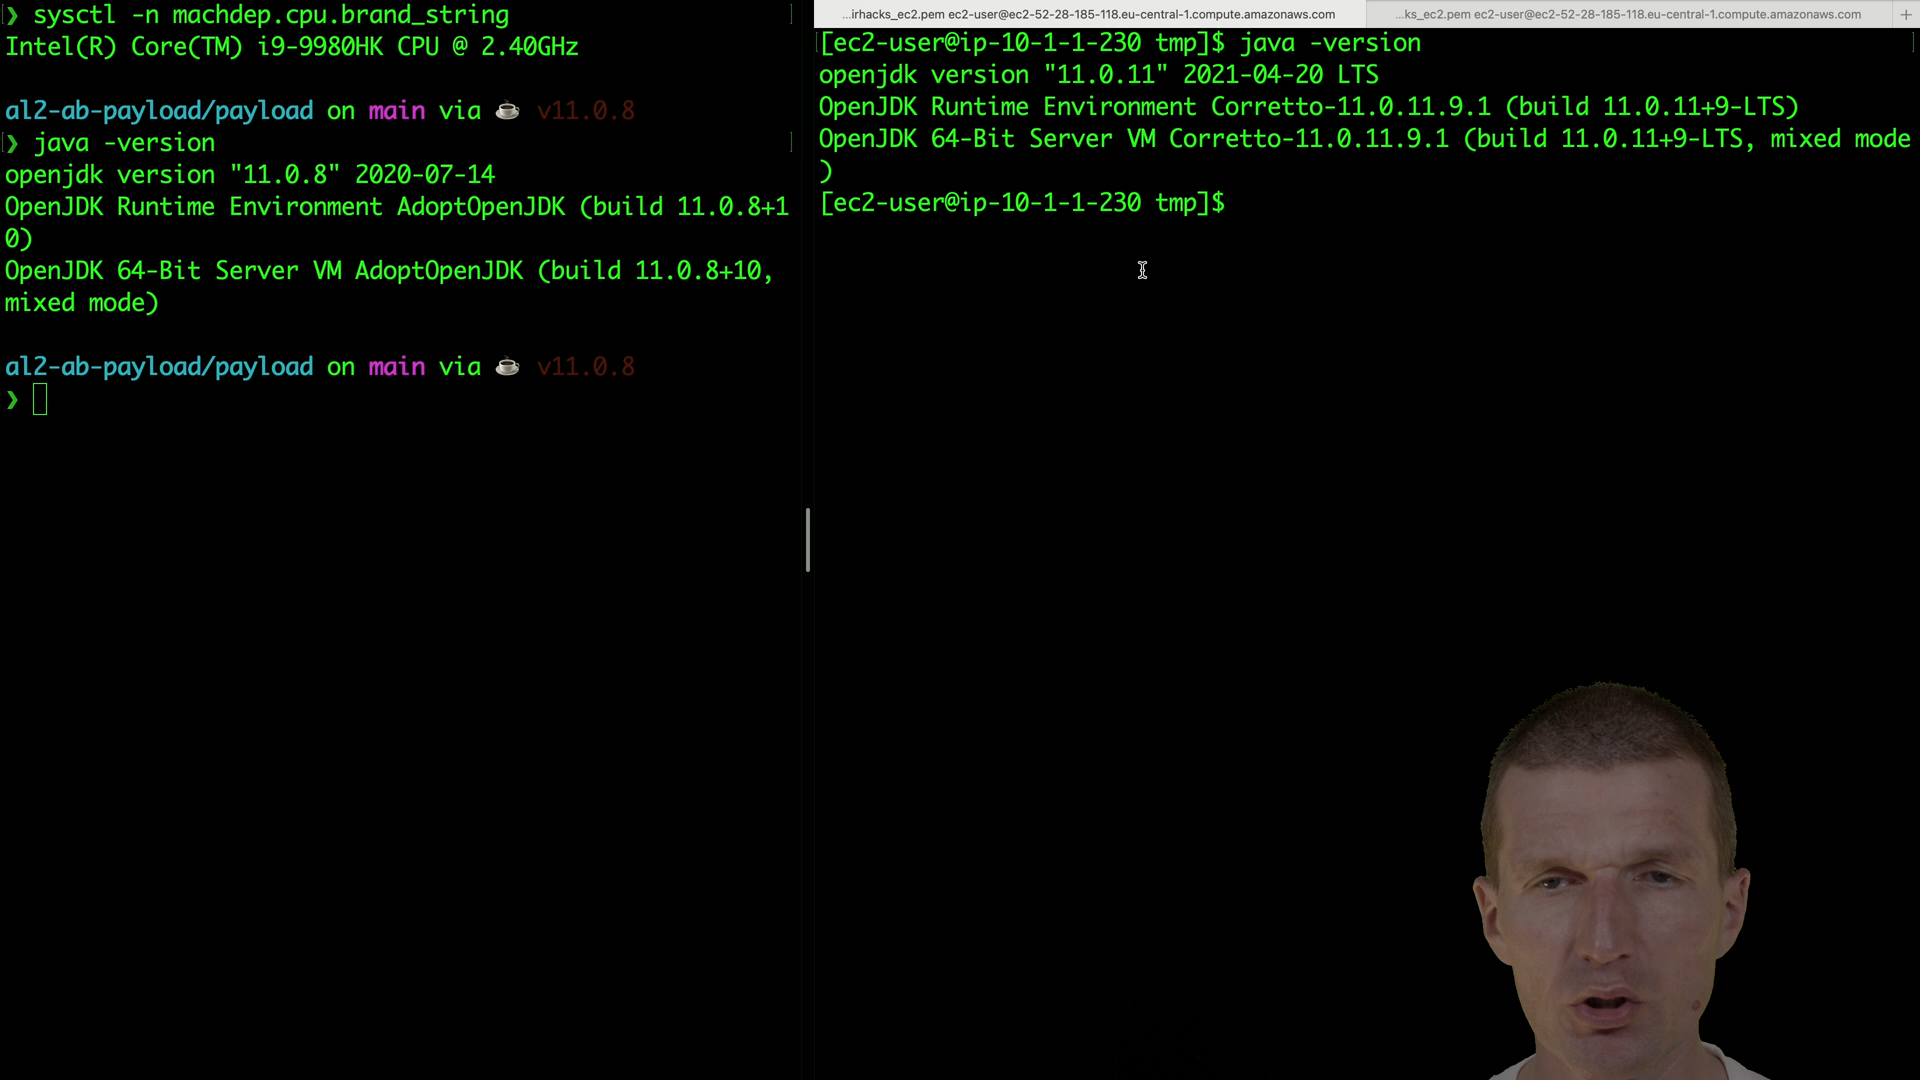 ❯ sysctl -n machdep.cpu.brand_string
Intel(R) Core(TM) i9-9980HK CPU @ 2.40GHz
al2-ab-payload/payload on main via ☕ v11.0.8
❯ java -version
openjdk version "11.0.8" 2020-07-14
OpenJDK Runtime Environment AdoptOpenJDK (build 11.0.8+1
0)
OpenJDK 64-Bit Server VM AdoptOpenJDK (build 11.0.8+10,
mixed mode)
al2-ab-payload/payload on main via ☕ v11.0.8
❯
...irhacks_ec2.pem ec2-user@ec2-52-28-185-118.eu-central-1.compute.amazonaws.com
...ks_ec2.pem ec2-user@ec2-52-28-185-118.eu-central-1.compute.amazonaws.com
[ec2-user@ip-10-1-1-230 tmp]$ java -version
openjdk version "11.0.11" 2021-04-20 LTS
OpenJDK Runtime Environment Corretto-11.0.11.9.1 (build 11.0.11+9-LTS)
OpenJDK 64-Bit Server VM Corretto-11.0.11.9.1 (build 11.0.11+9-LTS, mixed mode
)
[ec2-user@ip-10-1-1-230 tmp]$